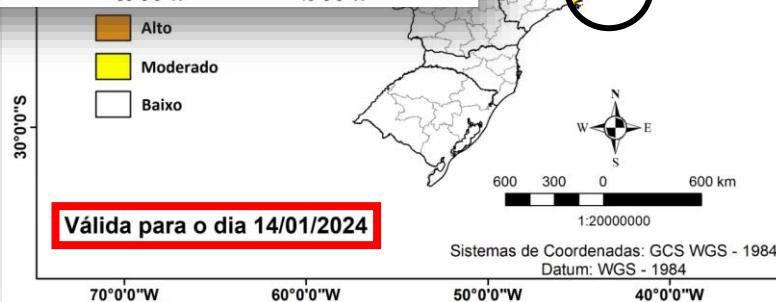 Alto
Moderado
Baixo
30°0'0"S
N
W
E
S
600 300 0 600 km
1:20000000
Válida para o dia 14/01/2024
Sistemas de Coordenadas: GCS WGS - 1984
Datum: WGS - 1984
70°0'0"W 60°0'0"W 50°0'0"W 40°0'0"W